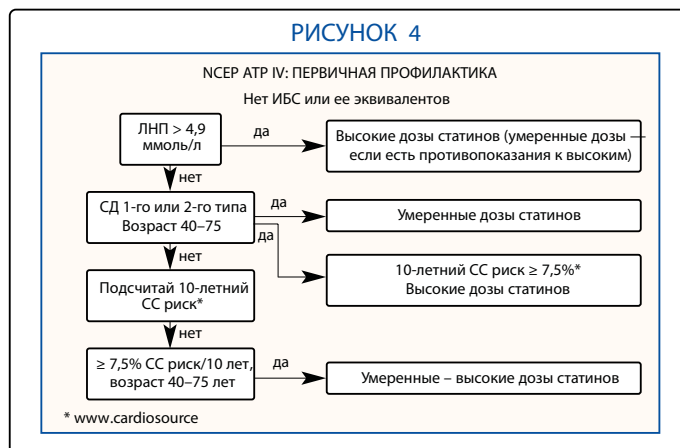 РИСУНОК 4
NCEP ATP IV: ПЕРВИЧНАЯ ПРОФИЛАКТИКА
Нет ИБС или ее эквивалентов
ЛНП > 4,9
ммоль/л
да
Высокие дозы статинов (умеренные дозы —
если есть противопоказания к высоким)
нет
СД 1-го или 2-го типа
Возраст 40–75
да
Умеренные дозы статинов
да
10-летний СС риск ≥ 7,5%*
Высокие дозы статинов
нет
Подсчитай 10-летний
СС риск*
нет
≥ 7,5% СС риск/10 лет,
возраст 40–75 лет
да
Умеренные – высокие дозы статинов
* www.cardiosource